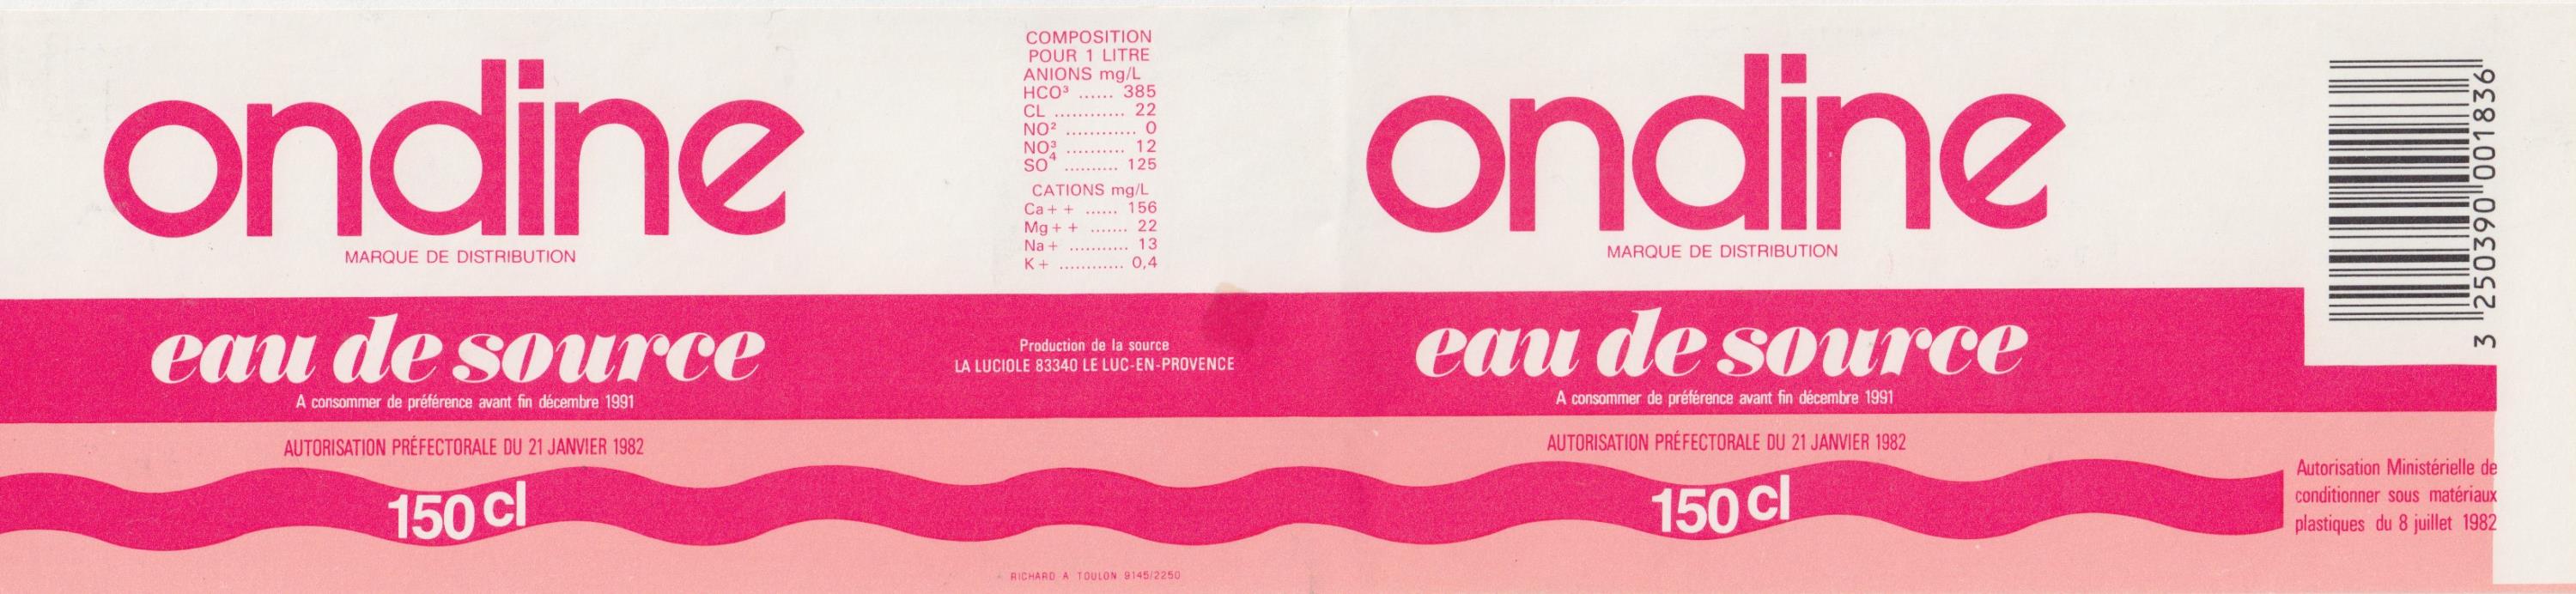 ondine
MARQUE DE DISTRIBUTION
eau de source
A consommer de préférence avant fin décembre 1991
AUTORISATION PRÉFECTORALE DU 21 JANVIER 1982
150 cl
COMPOSITION
POUR 1 LITRE
ANIONS mg/L
HCO³ ...... 385
CL ............ 22
NO² ............ 0
NO³ .......... 12
SO⁴ .......... 125
CATIONS mg/L
Ca++ ...... 156
Mg++ ....... 22
Na+ ........... 13
K+ ............ 0,4
Production de la source
LA LUCIOLE 83340 LE LUC-EN-PROVENCE
RICHARD A TOULON 9145/2250
ondine
MARQUE DE DISTRIBUTION
eau de source
A consommer de préférence avant fin décembre 1991
AUTORISATION PRÉFECTORALE DU 21 JANVIER 1982
150 cl
3 250390 001836
Autorisation Ministérielle de
conditionner sous matériaux
plastiques du 8 juillet 1982